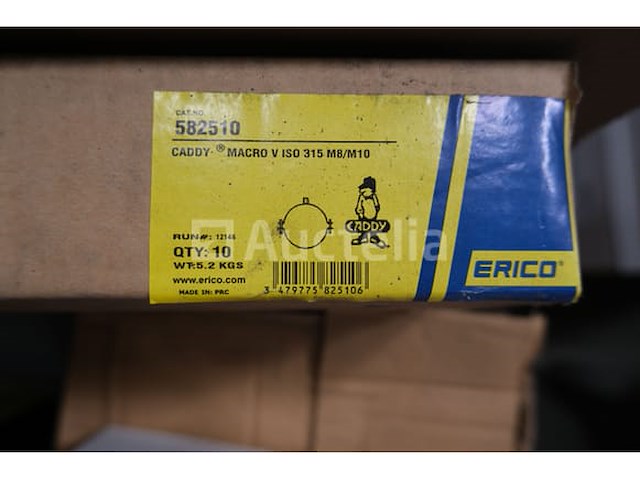 CAT.NO.
582510
CADDY-® MACRO V ISO 315 M8/M10
CADDY
Auctelia
RUN#: 12148
QTY: 10
WT:5.2 KGS
www.erico.com
MADE IN: PRC
3 479775 825106
ERICO®